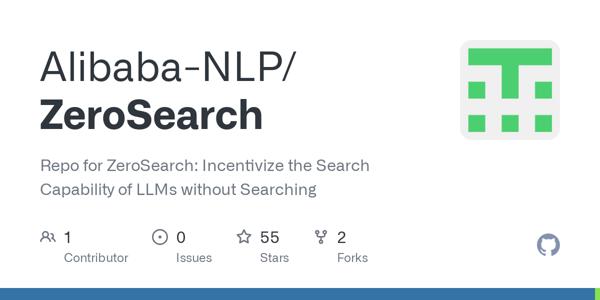 Alibaba-NLP/
ZeroSearch
Repo for ZeroSearch: Incentivize the Search
Capability of LLMs without Searching
1 0 55 2
Contributor Issues Stars Forks